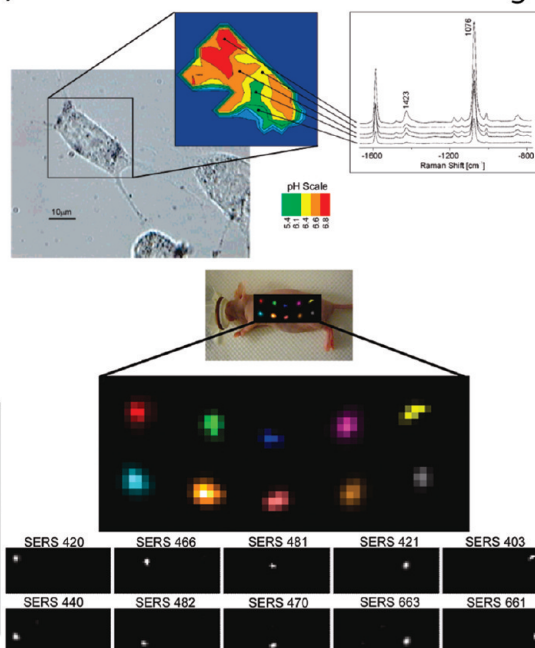 1076
1423
-1600
-1200
-800
Raman Shift [cm⁻]
pH Scale
5.4
6.1
6.4
6.6
6.8
10µm
SERS 420 SERS 466 SERS 481 SERS 421 SERS 403
SERS 440 SERS 482 SERS 470 SERS 663 SERS 661